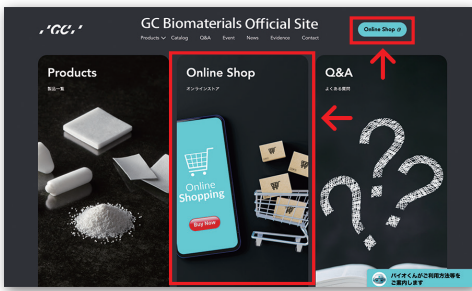 GC
GC Biomaterials Official Site
Online Shop
Products Catalog Q&A Event News Evidence Contact
Products
製品一覧
Online Shop
オンラインストア
Q&A
よくある質問
Online
Shopping
Buy Now
???
バイオくんがご利用方法等を
ご案内します